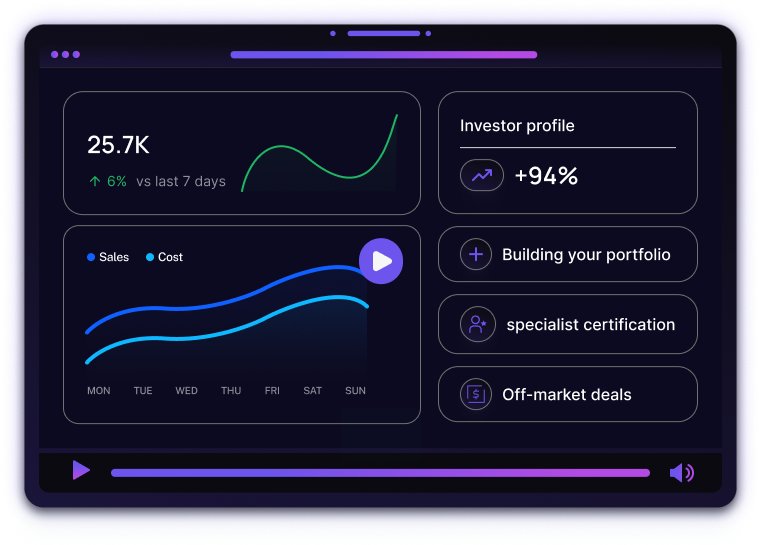 25.7K
6% vs last 7 days
Investor profile
+94%
Sales Cost
MON TUE WED THU FRI SAT SUN
Building your portfolio
specialist certification
$
Off-market deals